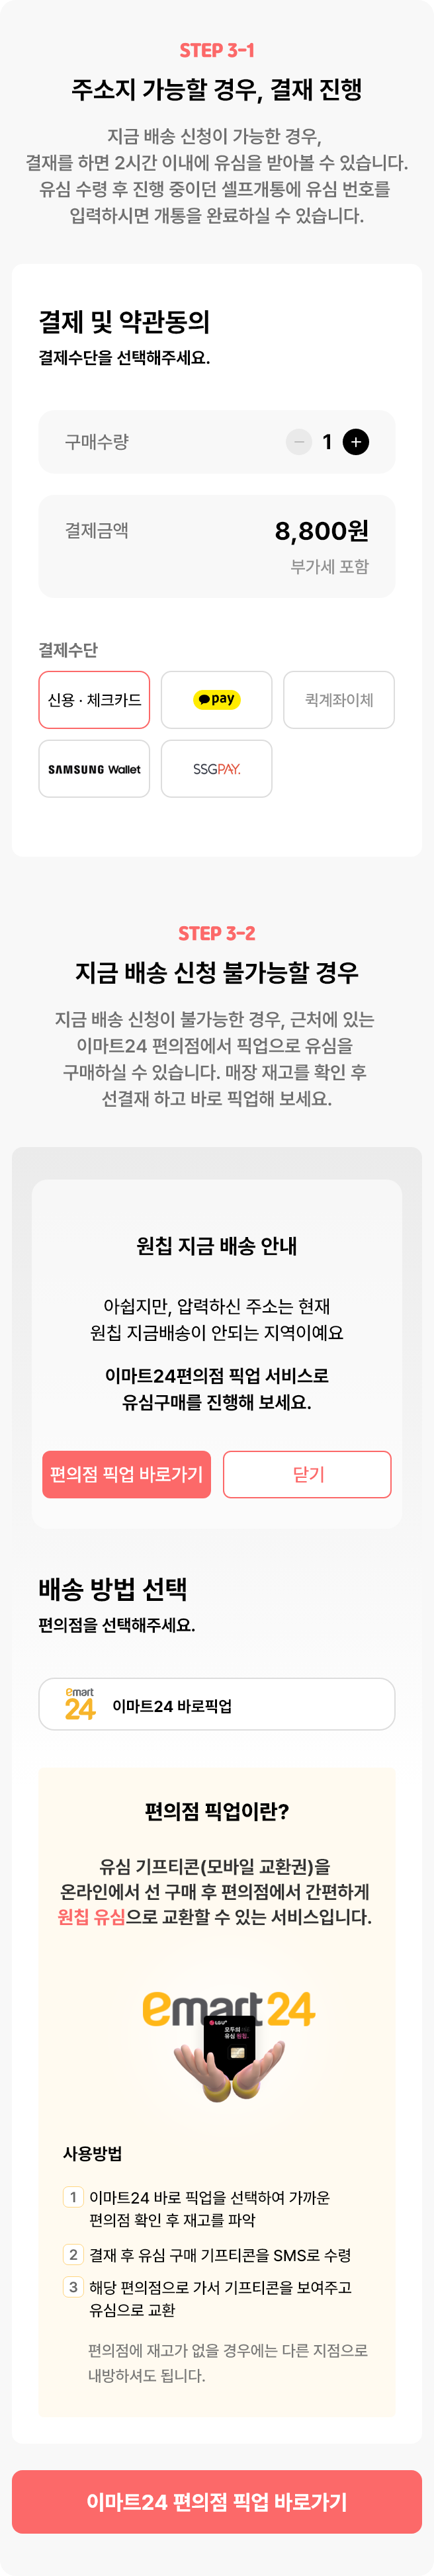 STEP 3-1
주소지 가능할 경우, 결재 진행
지금 배송 신청이 가능한 경우,
결재를 하면 2시간 이내에 유심을 받아볼 수 있습니다.
유심 수령 후 진행 중이던 셀프개통에 유심 번호를
입력하시면 개통을 완료하실 수 있습니다.
결제 및 약관동의
결제수단을 선택해주세요.
구매수량 − 1 +
결제금액 8,800원
부가세 포함
결제수단
신용 · 체크카드 pay 퀵계좌이체
SAMSUNG Wallet SSGPAY.
STEP 3-2
지금 배송 신청 불가능할 경우
지금 배송 신청이 불가능한 경우, 근처에 있는
이마트24 편의점에서 픽업으로 유심을
구매하실 수 있습니다. 매장 재고를 확인 후
선결재 하고 바로 픽업해 보세요.
원칩 지금 배송 안내
아쉽지만, 압력하신 주소는 현재
원칩 지금배송이 안되는 지역이예요
이마트24편의점 픽업 서비스로
유심구매를 진행해 보세요.
편의점 픽업 바로가기 닫기
배송 방법 선택
편의점을 선택해주세요.
emart
24 이마트24 바로픽업
편의점 픽업이란?
유심 기프티콘(모바일 교환권)을
온라인에서 선 구매 후 편의점에서 간편하게
원칩 유심으로 교환할 수 있는 서비스입니다.
emart24
LG U+
모두의
유심 원칩.
사용방법
1 이마트24 바로 픽업을 선택하여 가까운
편의점 확인 후 재고를 파악
2 결재 후 유심 구매 기프티콘을 SMS로 수령
3 해당 편의점으로 가서 기프티콘을 보여주고
유심으로 교환
편의점에 재고가 없을 경우에는 다른 지점으로
내방하셔도 됩니다.
이마트24 편의점 픽업 바로가기